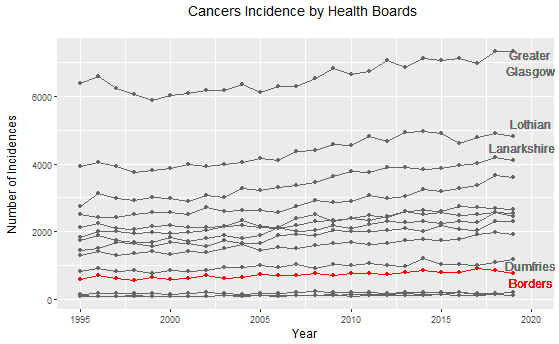 Cancers Incidence by Health Boards
Number of Incidences
6000
4000
2000
0
Greater
Glasgow
Lothian
Lanarkshire
Dumfries
Borders
1995
2000
2005
2010
2015
2020
Year